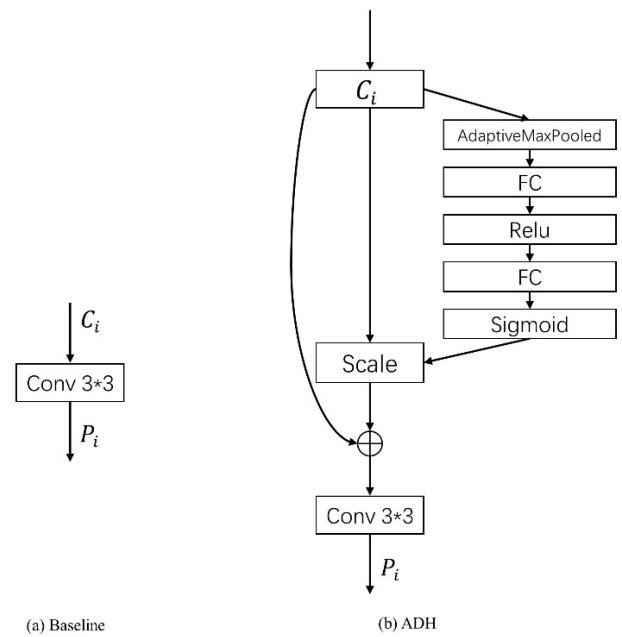 C_i
Conv 3*3
P_i
(a) Baseline
C_i
AdaptiveMaxPooled
FC
Relu
FC
Sigmoid
Scale
Conv 3*3
P_i
(b) ADH